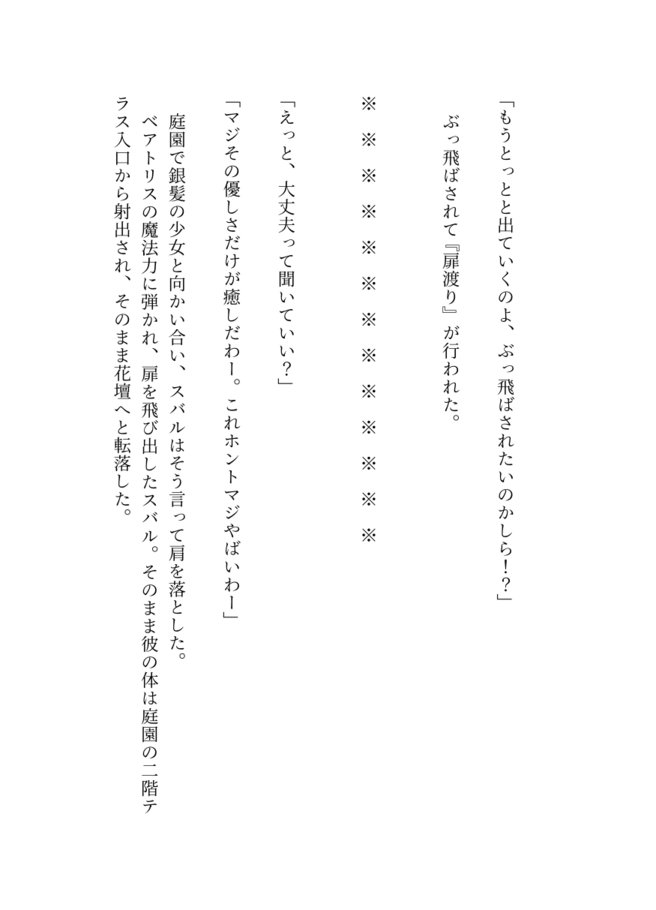 「もうとっとと出ていくのよ、ぶっ飛ばされたいのかしら！？」
ぶっ飛ばされて『扉渡り』が行われた。
※　※　※　※　※　※　※　※　※　※　※　※　※
「えっと、大丈夫って聞いていい？」
「マジその優しさだけが癒しだわー。これホントマジやばいわー」
庭園で銀髪の少女と向かい合い、スバルはそう言って肩を落とした。
ベアトリスの魔法力に弾かれ、扉を飛び出したスバル。そのまま彼の体は庭園の二階テ
ラス入口から射出され、そのまま花壇へと転落した。